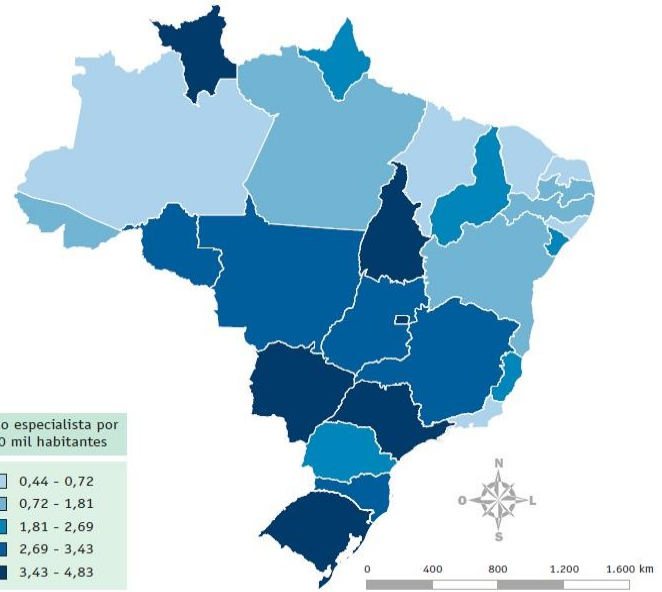 o especialista por
0 mil habitantes
0,44 - 0,72
0,72 - 1,81
1,81 - 2,69
2,69 - 3,43
3,43 - 4,83
N
O
L
S
0 400 800 1.200 1.600 km